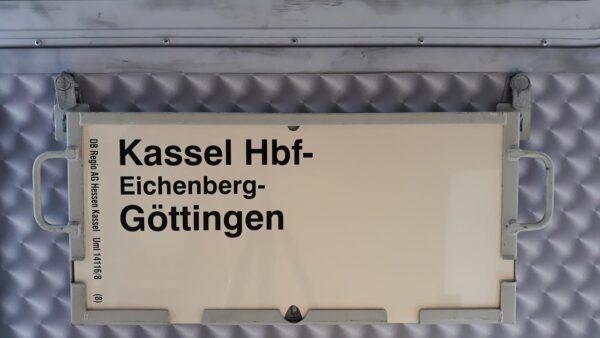 Kassel Hbf-
Eichenberg-
Göttingen
DB Regio AG Hessen Kassel Uml 14116/8 (8)